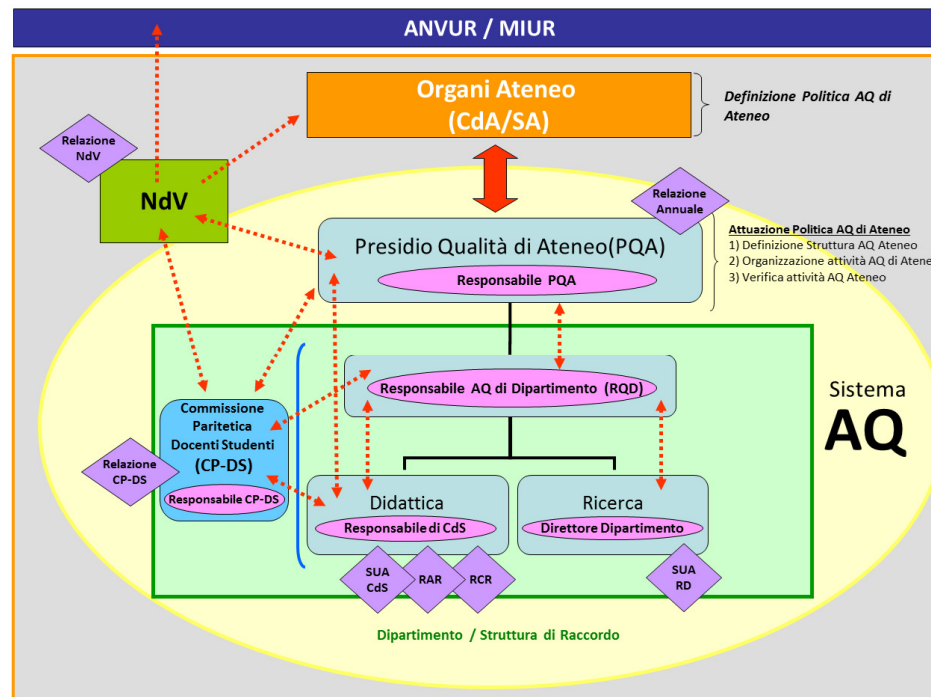 ANVUR / MIUR
Organi Ateneo
(CdA/SA)
Definizione Politica AQ di
Ateneo
Relazione
NdV
NdV
Relazione
Annuale
Presidio Qualità di Ateneo(PQA)
Responsabile PQA
Attuazione Politica AQ di Ateneo
1) Definizione Struttura AQ Ateneo
2) Organizzazione attività AQ di Atene
3) Verifica attività AQ Ateneo
Responsabile AQ di Dipartimento (RQD)
Sistema
AQ
Commissione
Paritetica
Docenti Studenti
(CP-DS)
Responsabile CP-DS
Relazione
CP-DS
Didattica
Responsabile di CdS
Ricerca
Direttore Dipartimento
SUA
CdS
RAR
RCR
SUA
RD
Dipartimento / Struttura di Raccordo